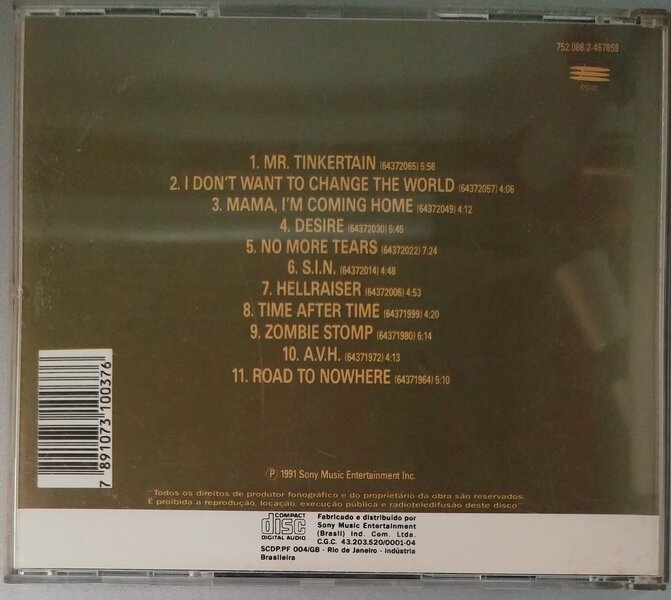 752.086/2-467859
epic
1. MR. TINKERTAIN (64372065) 5:56
2. I DON'T WANT TO CHANGE THE WORLD (64372057) 4:06
3. MAMA, I'M COMING HOME (64372049) 4:12
4. DESIRE (64372030) 5:45
5. NO MORE TEARS (64372022) 7:24
6. S.I.N. (64372014) 4:48
7. HELLRAISER (64372006) 4:53
8. TIME AFTER TIME (64371999) 4:20
9. ZOMBIE STOMP (64371980) 6:14
10. A.V.H. (64371972) 4:13
11. ROAD TO NOWHERE (64371964) 5:10
7 891073 100376
Ⓟ 1991 Sony Music Entertainment Inc.
"Todos os direitos de produtor fonográfico e do proprietário da obra são reservados.
É proibida a reprodução, locação, execução pública e radioteledifusão deste disco"
COMPACT
disc
DIGITAL AUDIO
Fabricado e distribuído por
Sony Music Entertainment
(Brasil) Ind. Com. Ltda.
C.G.C. 43.203.520/0001-04
SCDP.PF 004/GB - Rio de Janeiro - indústria
Brasileira